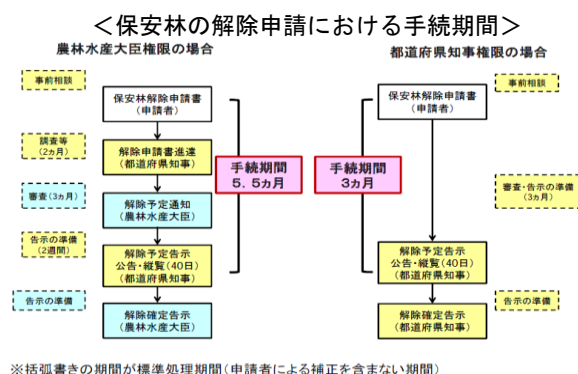 ＜保安林の解除申請における手続期間＞
農林水産大臣権限の場合
事前相談
保安林解除申請書
(申請者)
調査等
(2ヵ月)
解除申請書進達
(都道府県知事)
手続期間
5．5ヵ月
審査(3ヵ月)
解除予定通知
(農林水産大臣)
告示の準備
(2週間)
解除予定告示
公告・縦覧(40日)
(都道府県知事)
告示の準備
解除確定告示
(農林水産大臣)
都道府県知事権限の場合
事前相談
保安林解除申請書
(申請者)
手続期間
3ヵ月
審査・告示の準備
(3ヵ月)
解除予定告示
公告・縦覧(40日)
(都道府県知事)
告示の準備
解除確定告示
(都道府県知事)
※括弧書きの期間が標準処理期間(申請者による補正を含まない期間)